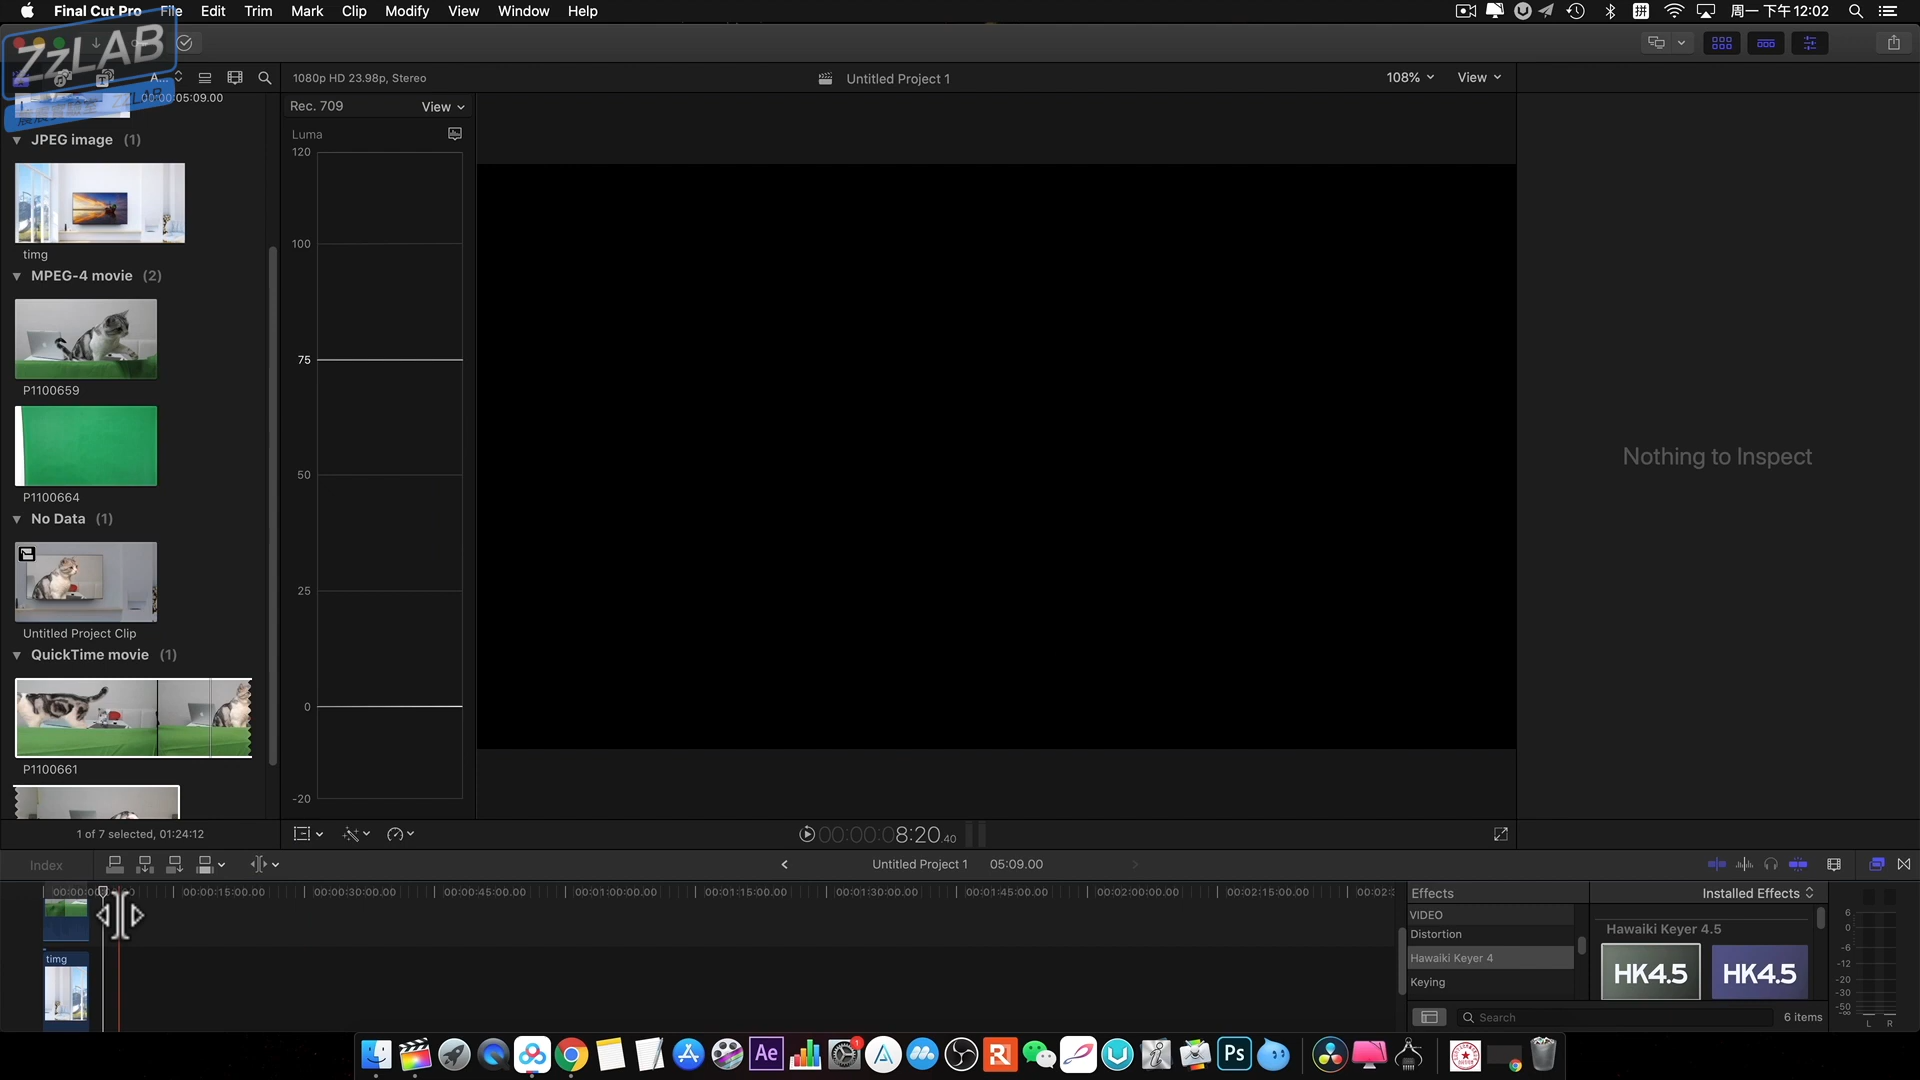 Final Cut Pro File Edit Trim Mark Clip Modify View Window Help
拼 周一下午12:02
ZzLAB
ZZLAB
A...
1080p HD 23.98p, Stereo
Untitled Project 1
108%
View
00:00:05:09.00
Rec. 709
View
Luma
120
100
75
50
25
0
-20
JPEG image (1)
timg
MPEG-4 movie (2)
P1100659
P1100664
No Data (1)
Untitled Project Clip
QuickTime movie (1)
P1100661
1 of 7 selected, 01:24:12
Nothing to Inspect
00:00:08:20.40
Index
Untitled Project 1 05:09.00
00:00:15:00.00 00:00:30:00.00 00:00:45:00.00 00:01:00:00.00 00:01:15:00.00 00:01:30:00.00 00:01:45:00.00 00:02:00:00.00 00:02:15:00.00
timg
Effects
Installed Effects
VIDEO
Distortion
Hawaiki Keyer 4
Keying
Hawaiki Keyer 4.5
HK4.5 HK4.5
Search
6 items
6
0
-6
-12
-20
-30
-50
-∞
L R
Ae
1
Ps